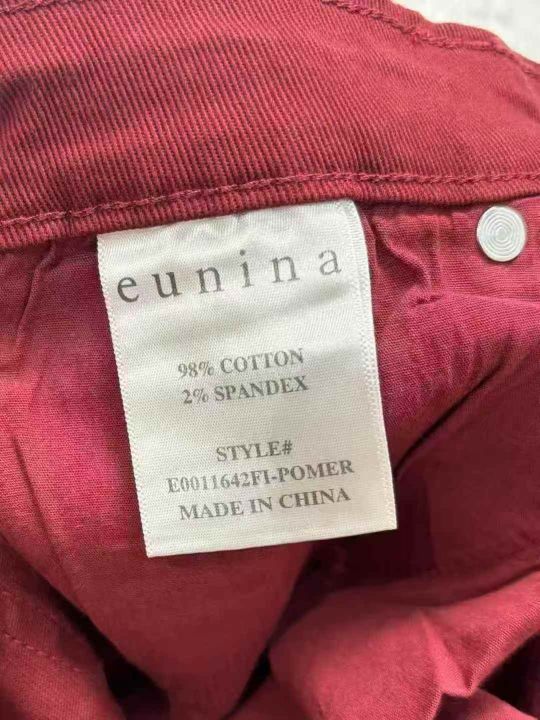 eunina
98% COTTON
2% SPANDEX
STYLE#
E0011642FI-POMER
MADE IN CHINA